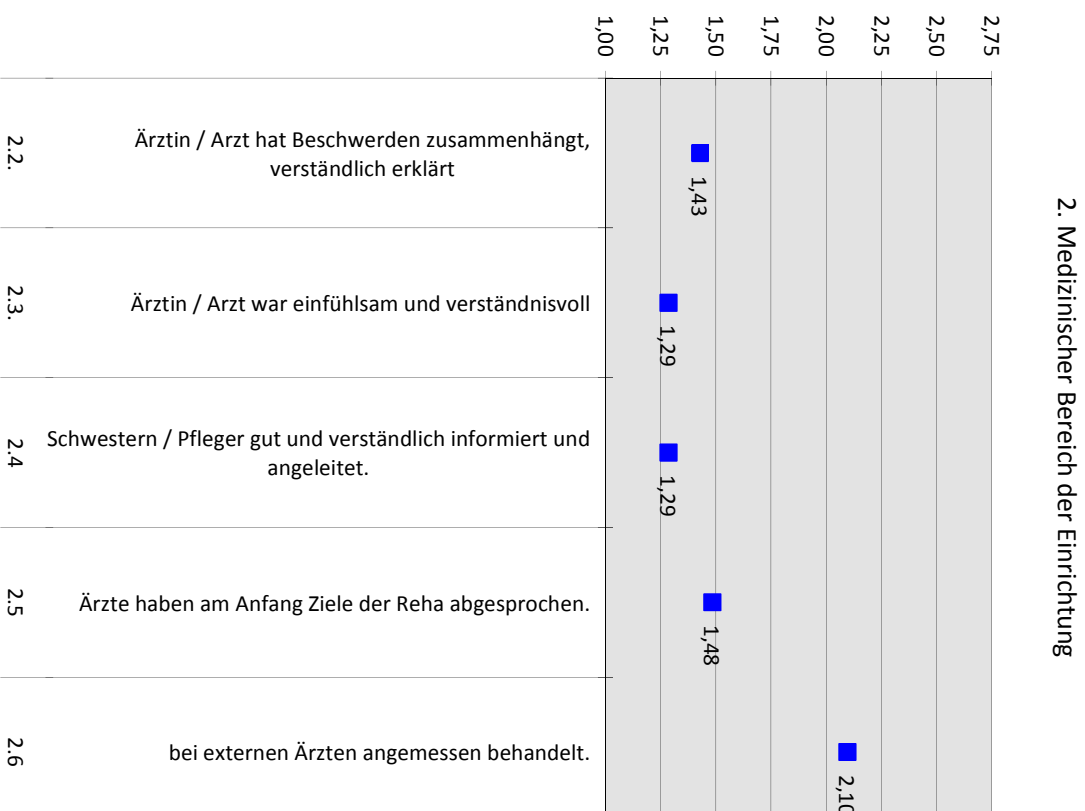 2. Medizinischer Bereich der Einrichtung
1,00
1,25
1,50
1,75
2,00
2,25
2,50
2,75
2.2.
Ärztin / Arzt hat Beschwerden zusammenhängt,
verständlich erklärt
1,43
2.3.
Ärztin / Arzt war einfühlsam und verständnisvoll
1,29
2.4
Schwestern / Pfleger gut und verständlich informiert und
angeleitet.
1,29
2.5
Ärzte haben am Anfang Ziele der Reha abgesprochen.
1,48
2.6
bei externen Ärzten angemessen behandelt.
2,10